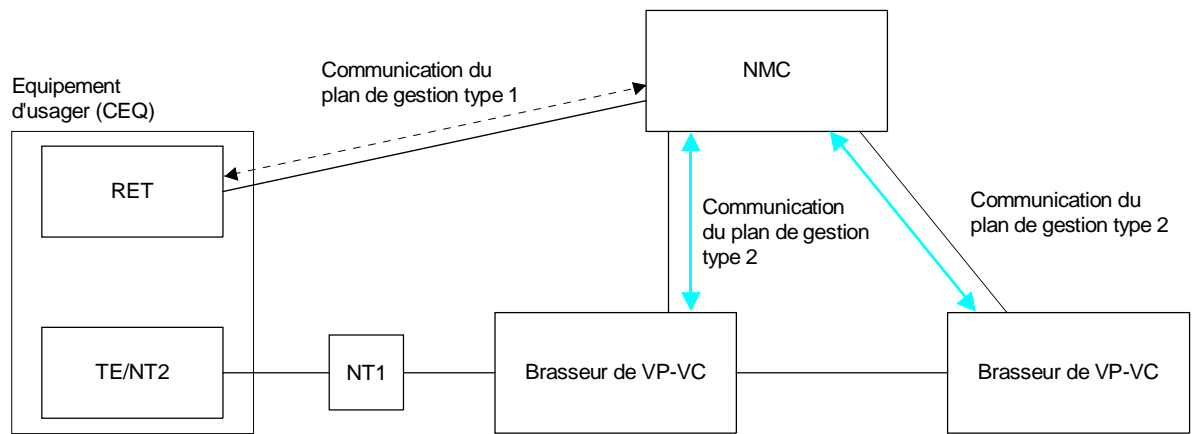 Equipement
d'usager (CEQ)
Communication du
plan de gestion type 1
NMC
RET
Communication
du plan de gestion
type 2
Communication du
plan de gestion type 2
TE/NT2
NT1
Brasseur de VP-VC
Brasseur de VP-VC